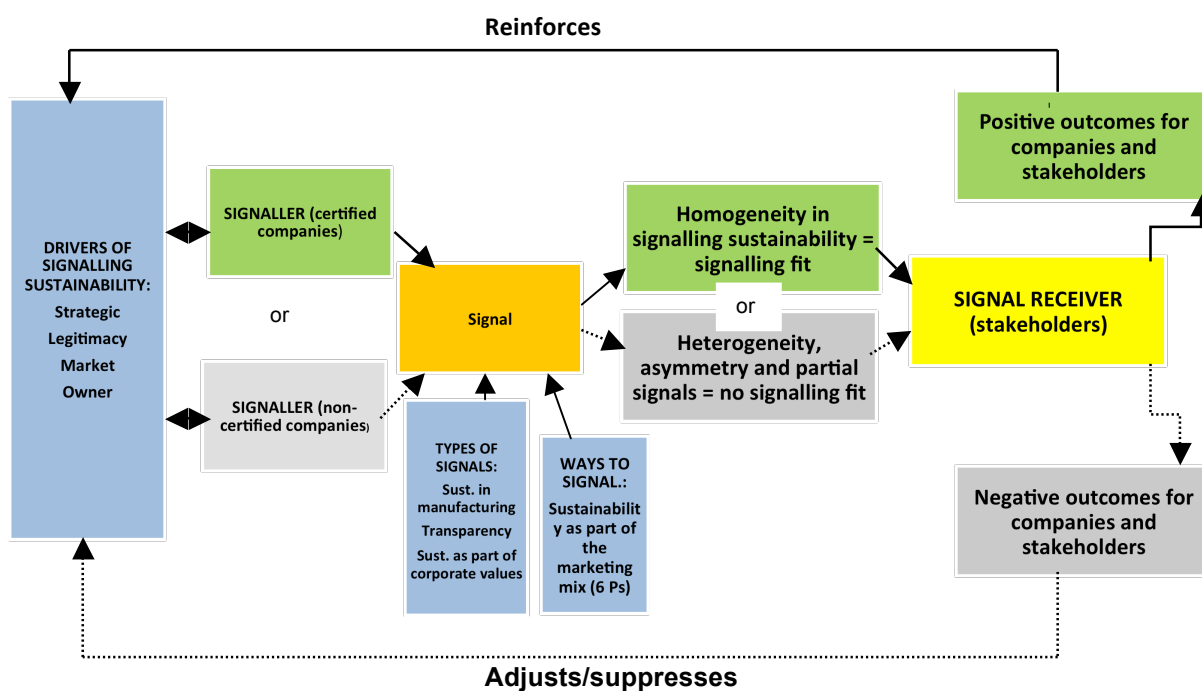 Reinforces
DRIVERS OF
SIGNALLING
SUSTAINABILITY:
Strategic
Legitimacy
Market
Owner
SIGNALLER (certified
companies)
or
SIGNALLER (non-
certified companies)
Signal
TYPES OF
SIGNALS:
Sust. in
manufacturing
Transparency
Sust. as part of
corporate values
WAYS TO
SIGNAL.:
Sustainabilit
y as part of
the
marketing
mix (6 Ps)
Homogeneity in
signalling sustainability =
signalling fit
or
Heterogeneity,
asymmetry and partial
signals = no signalling fit
SIGNAL RECEIVER
(stakeholders)
Positive outcomes for
companies and
stakeholders
Negative outcomes for
companies and
stakeholders
Adjusts/suppresses